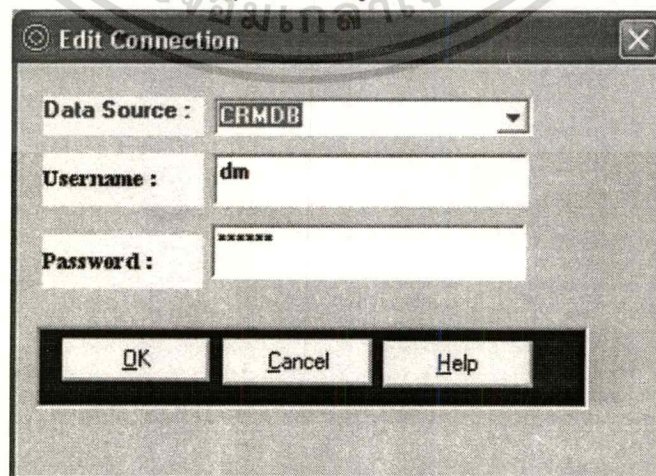 Edit Connection
Data Source : CRMDB
Username : dm
Password : ******
OK Cancel Help